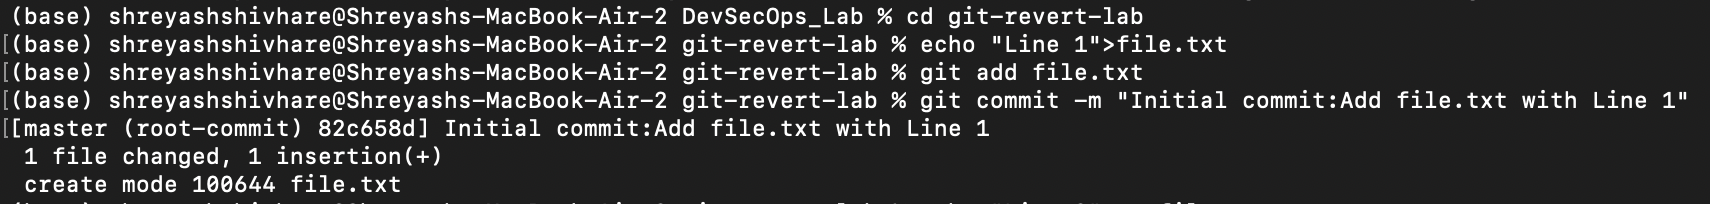 (base) shreyashshivhare@Shreyashs-MacBook-Air-2 DevSecOps_Lab % cd git-revert-lab
[(base) shreyashshivhare@Shreyashs-MacBook-Air-2 git-revert-lab % echo "Line 1">file.txt
[(base) shreyashshivhare@Shreyashs-MacBook-Air-2 git-revert-lab % git add file.txt
[(base) shreyashshivhare@Shreyashs-MacBook-Air-2 git-revert-lab % git commit -m "Initial commit:Add file.txt with Line 1"
[[master (root-commit) 82c658d] Initial commit:Add file.txt with Line 1
1 file changed, 1 insertion(+)
create mode 100644 file.txt